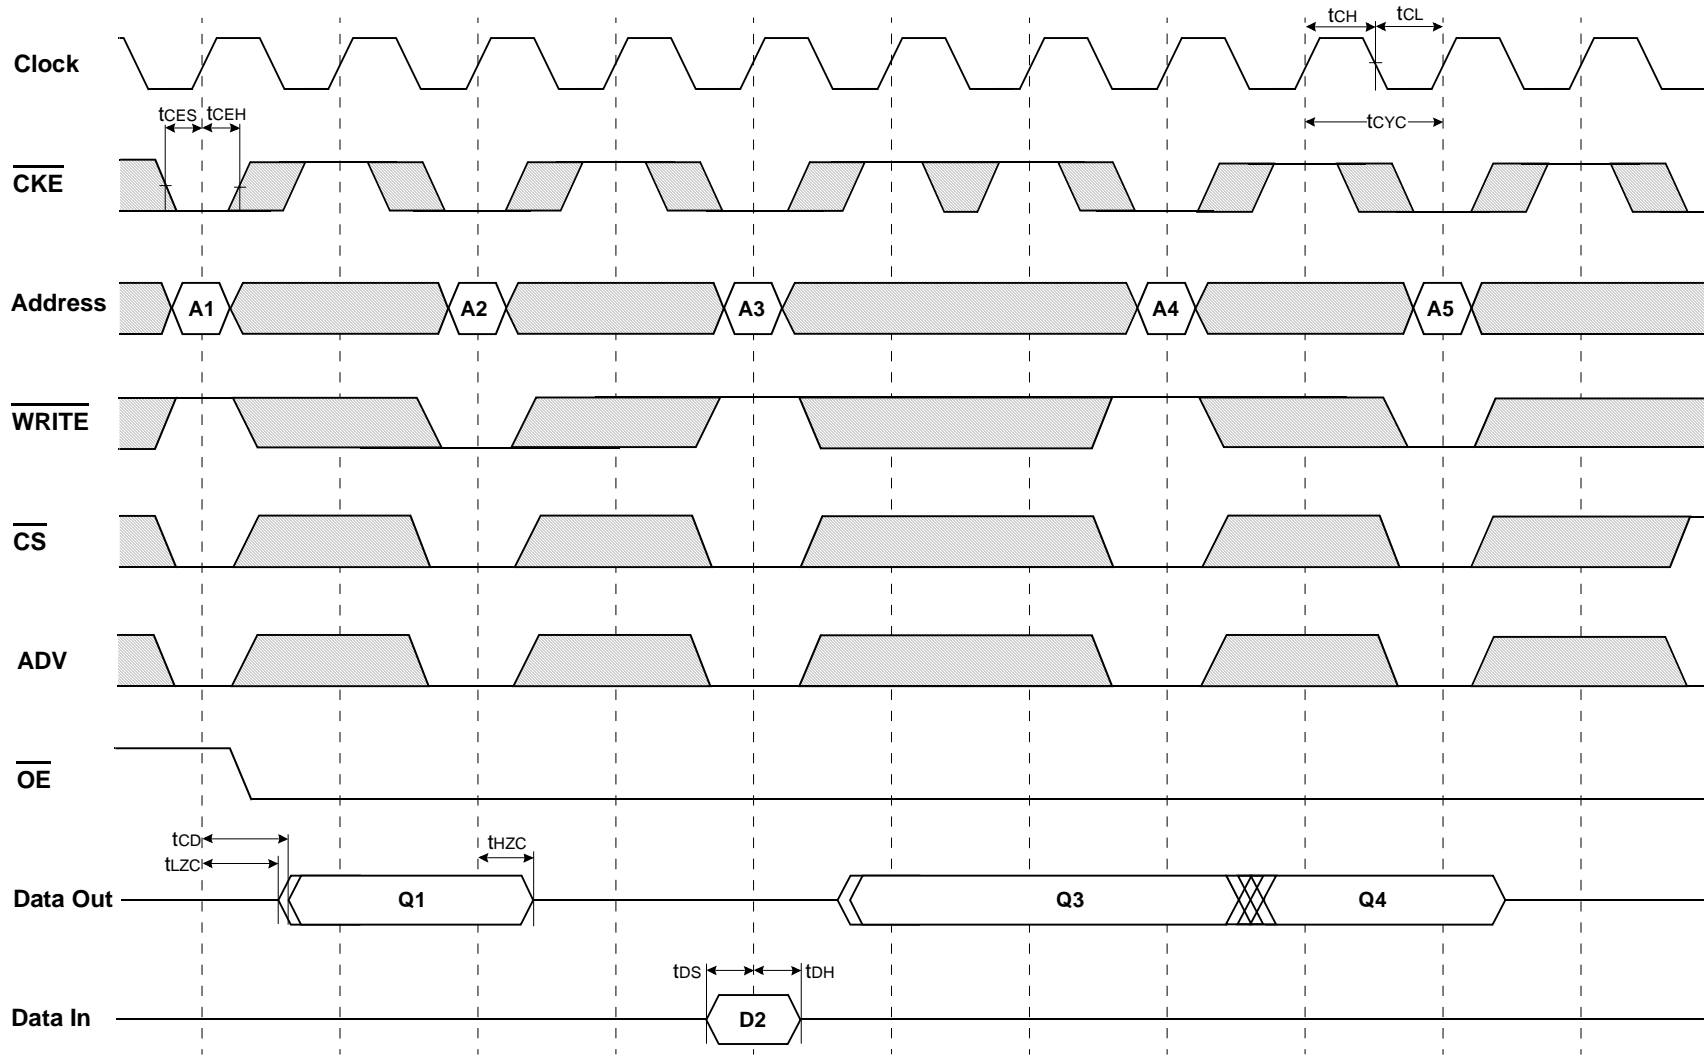 tCH tCL
Clock
tCES tCEH
tCYC
CKE
Address A1 A2 A3 A4 A5
WRITE
CS
ADV
OE
tCD
tHZC
tLZC
Data Out Q1 Q3 Q4
tDS tDH
Data In D2